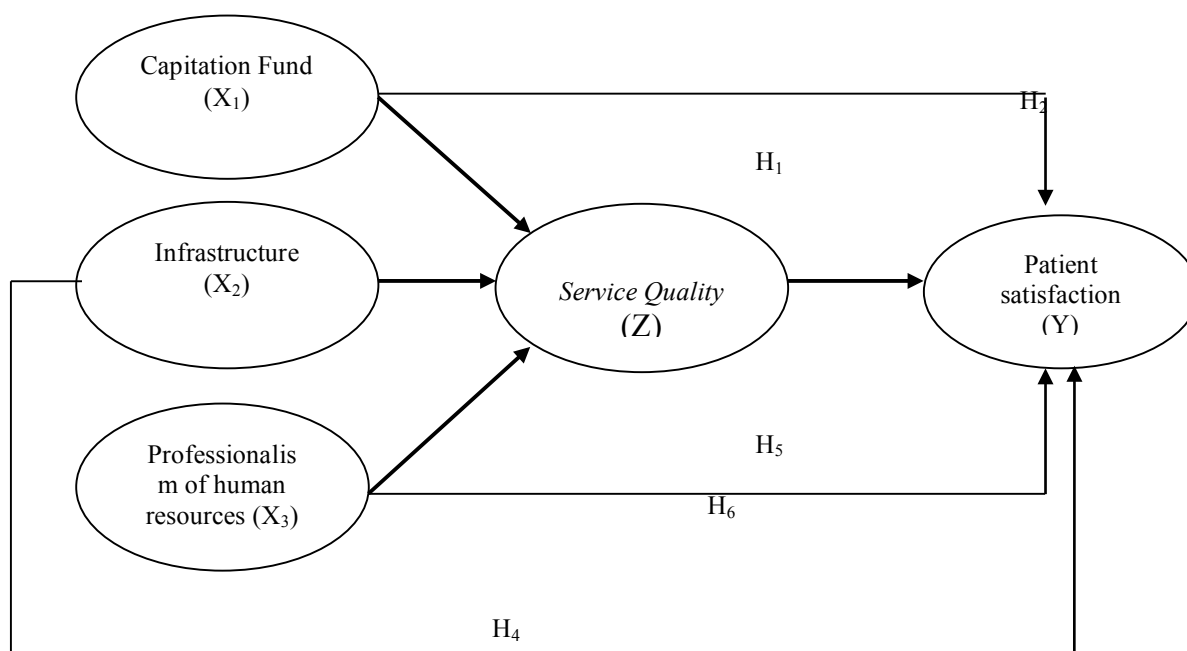 Capitation Fund
(X₁)
H₂
H₁
Infrastructure
(X₂)
Service Quality
(Z)
Patient
satisfaction
(Y)
Professionalis
m of human
resources (X₃)
H₅
H₆
H₄